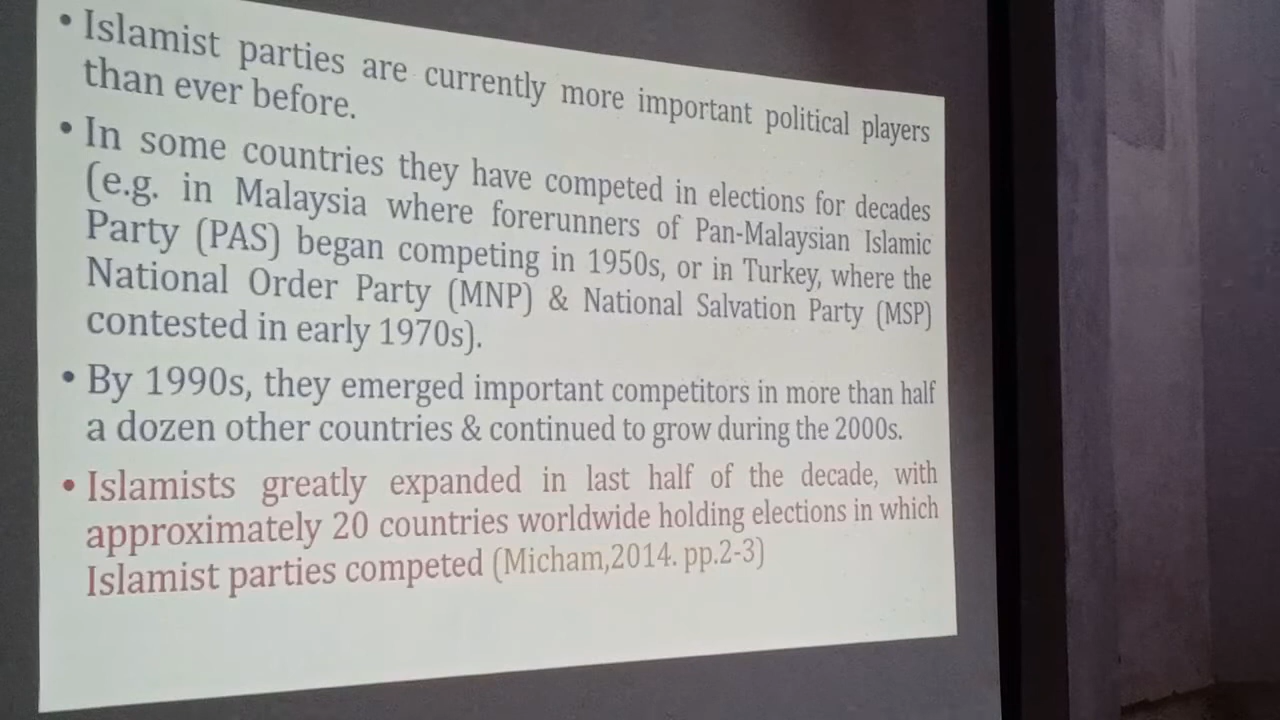 • Islamist parties are currently more important political players
than ever before.
• In some countries they have competed in elections for decades
(e.g. in Malaysia where forerunners of Pan-Malaysian Islamic
Party (PAS) began competing in 1950s, or in Turkey, where the
National Order Party (MNP) & National Salvation Party (MSP)
contested in early 1970s).
• By 1990s, they emerged important competitors in more than half
a dozen other countries & continued to grow during the 2000s.
• Islamists greatly expanded in last half of the decade, with
approximately 20 countries worldwide holding elections in which
Islamist parties competed (Micham,2014. pp.2-3)